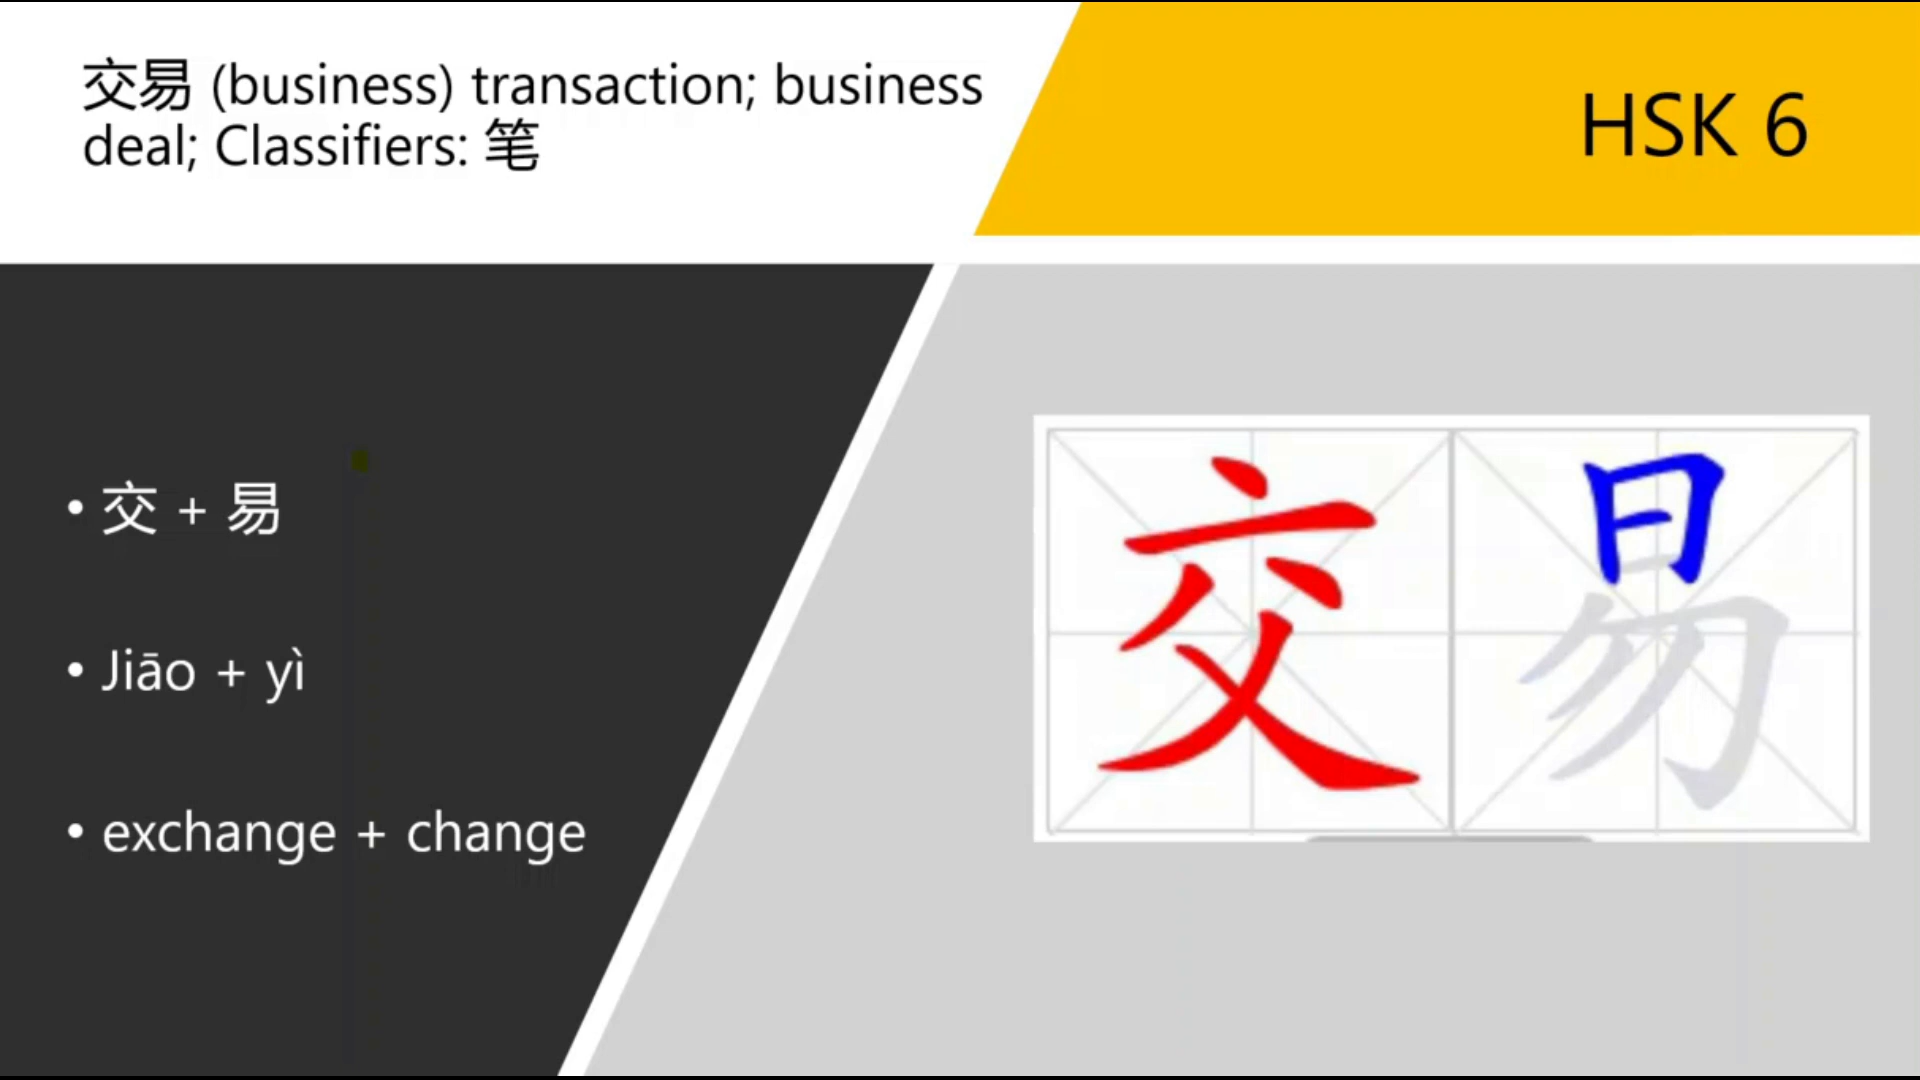 交易 (business) transaction; business
deal; Classifiers: 笔
HSK 6
• 交 + 易
• Jiāo + yì
• exchange + change
交易